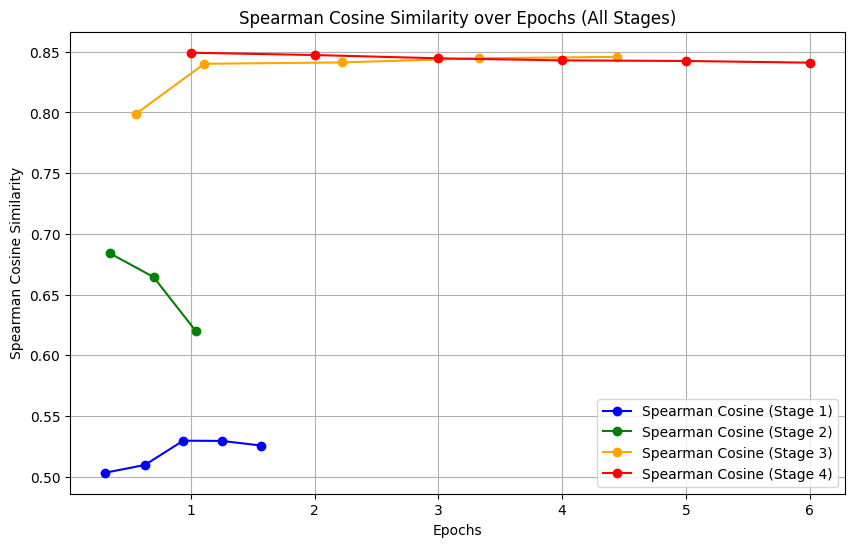 Spearman Cosine Similarity over Epochs (All Stages)
Spearman Cosine Similarity
0.85
0.80
0.75
0.70
0.65
0.60
0.55
0.50
1 2 3 4 5 6
Epochs
Spearman Cosine (Stage 1)
Spearman Cosine (Stage 2)
Spearman Cosine (Stage 3)
Spearman Cosine (Stage 4)